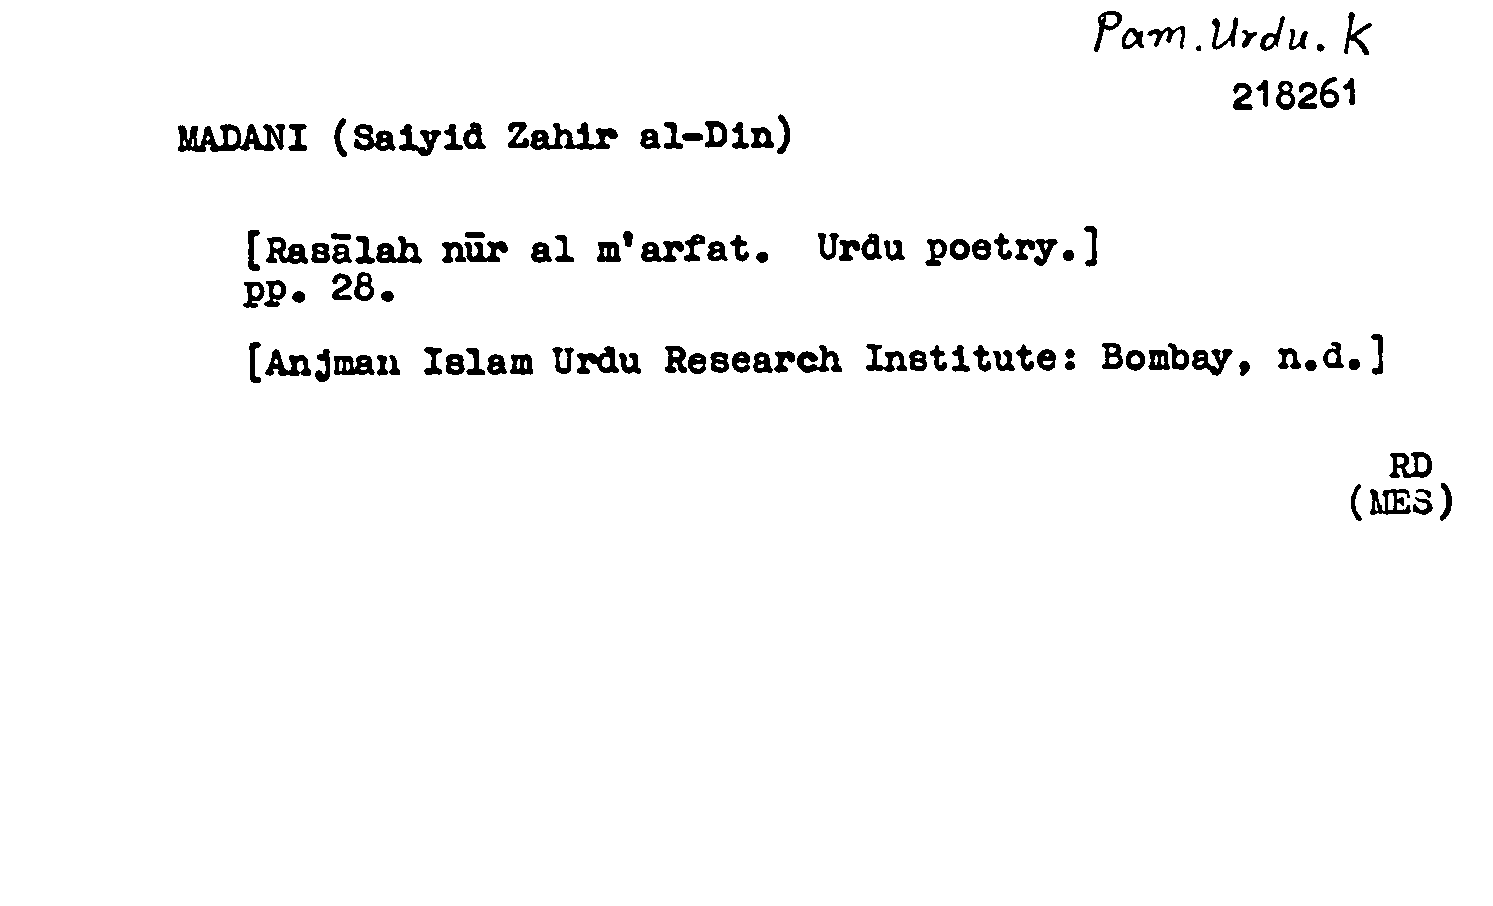 Pam. Urdu. K
218261
MADANI (Saiyid Zahir al-Din)
[Rasālah nūr al m'arfat. Urdu poetry.]
pp. 28.
[Anjman Islam Urdu Research Institute: Bombay, n.d.]
RD
(MES)